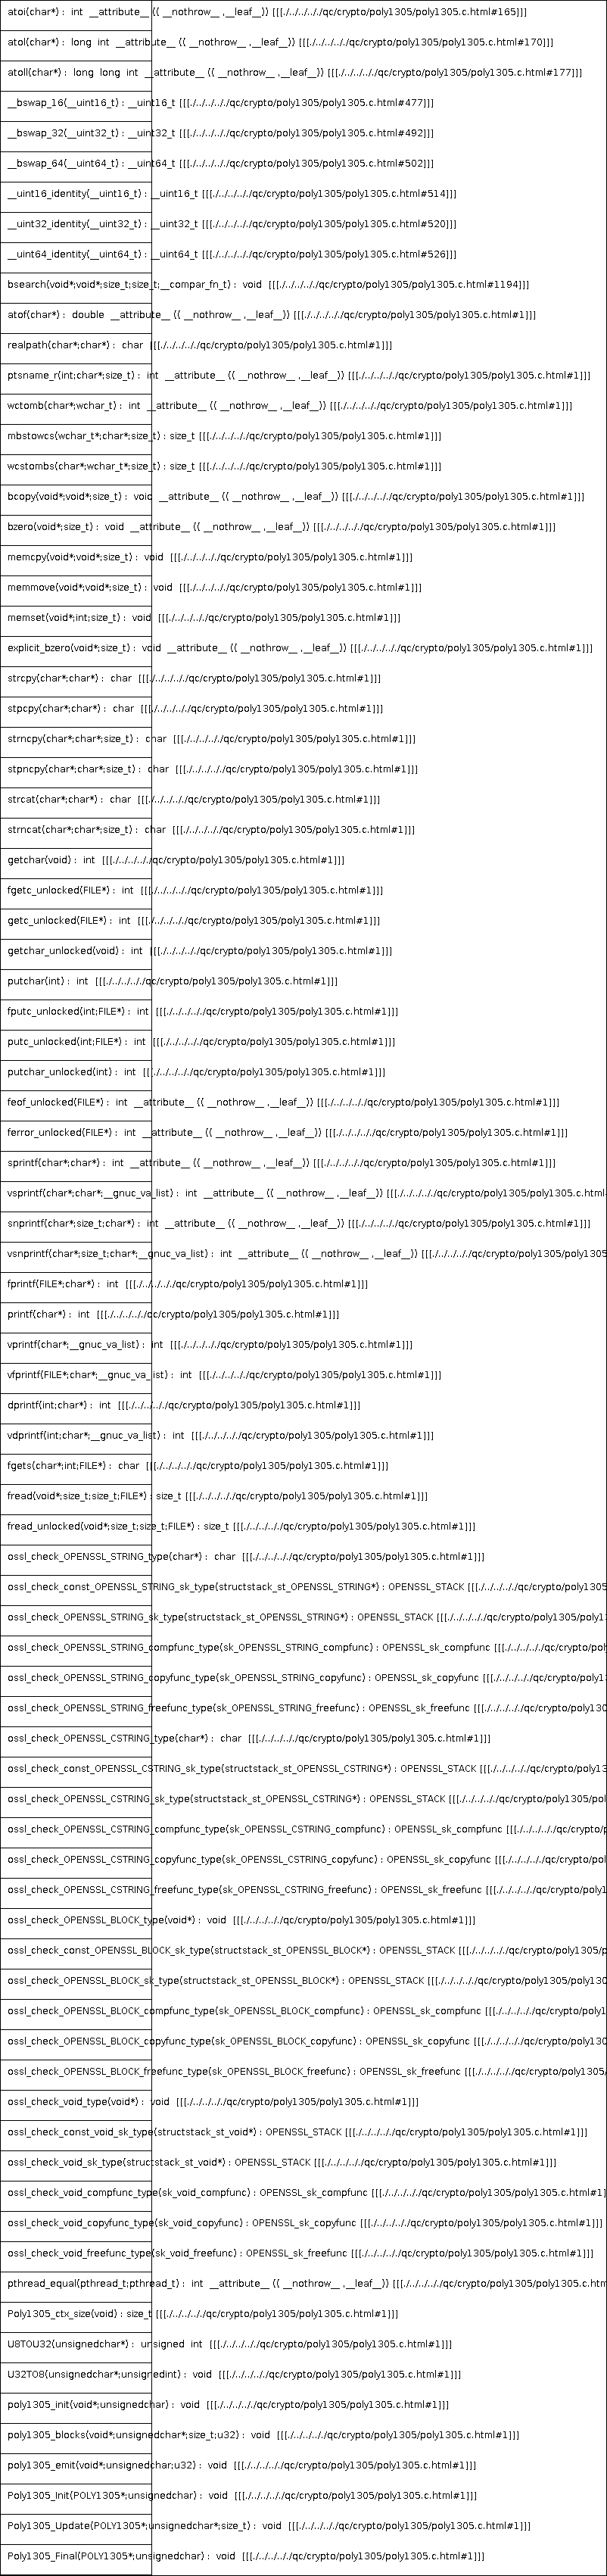 atoi(char*) : int __attribute__ (( __nothrow__ ,__leaf__)) [[[./../../../qc/crypto/poly1305/poly1305.c.html#165]]]
atol(char*) : long int __attribute__ (( __nothrow__ ,__leaf__)) [[[./../../../qc/crypto/poly1305/poly1305.c.html#170]]]
atoll(char*) : long long int __attribute__ (( __nothrow__ ,__leaf__)) [[[./../../../qc/crypto/poly1305/poly1305.c.html#177]]]
__bswap_16(__uint16_t) : __uint16_t [[[./../../../qc/crypto/poly1305/poly1305.c.html#477]]]
__bswap_32(__uint32_t) : __uint32_t [[[./../../../qc/crypto/poly1305/poly1305.c.html#492]]]
__bswap_64(__uint64_t) : __uint64_t [[[./../../../qc/crypto/poly1305/poly1305.c.html#502]]]
__uint16_identity(__uint16_t) : __uint16_t [[[./../../../qc/crypto/poly1305/poly1305.c.html#514]]]
__uint32_identity(__uint32_t) : __uint32_t [[[./../../../qc/crypto/poly1305/poly1305.c.html#520]]]
__uint64_identity(__uint64_t) : __uint64_t [[[./../../../qc/crypto/poly1305/poly1305.c.html#526]]]
bsearch(void*;void*;size_t;size_t;__compar_fn_t) : void [[[./../../../qc/crypto/poly1305/poly1305.c.html#1194]]]
atof(char*) : double __attribute__ (( __nothrow__ ,__leaf__)) [[[./../../../qc/crypto/poly1305/poly1305.c.html#1]]]
realpath(char*;char*) : char [[[./../../../qc/crypto/poly1305/poly1305.c.html#1]]]
ptsname_r(int;char*;size_t) : int __attribute__ (( __nothrow__ ,__leaf__)) [[[./../../../qc/crypto/poly1305/poly1305.c.html#1]]]
wctomb(char*;wchar_t) : int __attribute__ (( __nothrow__ ,__leaf__)) [[[./../../../qc/crypto/poly1305/poly1305.c.html#1]]]
mbstowcs(wchar_t*;char*;size_t) : size_t [[[./../../../qc/crypto/poly1305/poly1305.c.html#1]]]
wcstombs(char*;wchar_t*;size_t) : size_t [[[./../../../qc/crypto/poly1305/poly1305.c.html#1]]]
bcopy(void*;void*;size_t) : void __attribute__ (( __nothrow__ ,__leaf__)) [[[./../../../qc/crypto/poly1305/poly1305.c.html#1]]]
bzero(void*;size_t) : void __attribute__ (( __nothrow__ ,__leaf__)) [[[./../../../qc/crypto/poly1305/poly1305.c.html#1]]]
memcpy(void*;void*;size_t) : void [[[./../../../qc/crypto/poly1305/poly1305.c.html#1]]]
memmove(void*;void*;size_t) : void [[[./../../../qc/crypto/poly1305/poly1305.c.html#1]]]
memset(void*;int;size_t) : void [[[./../../../qc/crypto/poly1305/poly1305.c.html#1]]]
explicit_bzero(void*;size_t) : void __attribute__ (( __nothrow__ ,__leaf__)) [[[./../../../qc/crypto/poly1305/poly1305.c.html#1]]]
strcpy(char*;char*) : char [[[./../../../qc/crypto/poly1305/poly1305.c.html#1]]]
stpcpy(char*;char*) : char [[[./../../../qc/crypto/poly1305/poly1305.c.html#1]]]
strncpy(char*;char*;size_t) : char [[[./../../../qc/crypto/poly1305/poly1305.c.html#1]]]
stpncpy(char*;char*;size_t) : char [[[./../../../qc/crypto/poly1305/poly1305.c.html#1]]]
strcat(char*;char*) : char [[[./../../../qc/crypto/poly1305/poly1305.c.html#1]]]
strncat(char*;char*;size_t) : char [[[./../../../qc/crypto/poly1305/poly1305.c.html#1]]]
getchar(void) : int [[[./../../../qc/crypto/poly1305/poly1305.c.html#1]]]
fgetc_unlocked(FILE*) : int [[[./../../../qc/crypto/poly1305/poly1305.c.html#1]]]
getc_unlocked(FILE*) : int [[[./../../../qc/crypto/poly1305/poly1305.c.html#1]]]
getchar_unlocked(void) : int [[[./../../../qc/crypto/poly1305/poly1305.c.html#1]]]
putchar(int) : int [[[./../../../qc/crypto/poly1305/poly1305.c.html#1]]]
fputc_unlocked(int;FILE*) : int [[[./../../../qc/crypto/poly1305/poly1305.c.html#1]]]
putc_unlocked(int;FILE*) : int [[[./../../../qc/crypto/poly1305/poly1305.c.html#1]]]
putchar_unlocked(int) : int [[[./../../../qc/crypto/poly1305/poly1305.c.html#1]]]
feof_unlocked(FILE*) : int __attribute__ (( __nothrow__ ,__leaf__)) [[[./../../../qc/crypto/poly1305/poly1305.c.html#1]]]
ferror_unlocked(FILE*) : int __attribute__ (( __nothrow__ ,__leaf__)) [[[./../../../qc/crypto/poly1305/poly1305.c.html#1]]]
sprintf(char*;char*) : int __attribute__ (( __nothrow__ ,__leaf__)) [[[./../../../qc/crypto/poly1305/poly1305.c.html#1]]]
vsprintf(char*;char*;__gnuc_va_list) : int __attribute__ (( __nothrow__ ,__leaf__)) [[[./../../../qc/crypto/poly1305/poly1305.c.html
snprintf(char*;size_t;char*) : int __attribute__ (( __nothrow__ ,__leaf__)) [[[./../../../qc/crypto/poly1305/poly1305.c.html#1]]]
vsnprintf(char*;size_t;char*;__gnuc_va_list) : int __attribute__ (( __nothrow__ ,__leaf__)) [[[./../../../qc/crypto/poly1305/poly1305
fprintf(FILE*;char*) : int [[[./../../../qc/crypto/poly1305/poly1305.c.html#1]]]
printf(char*) : int [[[./../../../qc/crypto/poly1305/poly1305.c.html#1]]]
vprintf(char*;__gnuc_va_list) : int [[[./../../../qc/crypto/poly1305/poly1305.c.html#1]]]
vfprintf(FILE*;char*;__gnuc_va_list) : int [[[./../../../qc/crypto/poly1305/poly1305.c.html#1]]]
dprintf(int;char*) : int [[[./../../../qc/crypto/poly1305/poly1305.c.html#1]]]
vdprintf(int;char*;__gnuc_va_list) : int [[[./../../../qc/crypto/poly1305/poly1305.c.html#1]]]
fgets(char*;int;FILE*) : char [[[./../../../qc/crypto/poly1305/poly1305.c.html#1]]]
fread(void*;size_t;size_t;FILE*) : size_t [[[./../../../qc/crypto/poly1305/poly1305.c.html#1]]]
fread_unlocked(void*;size_t;size_t;FILE*) : size_t [[[./../../../qc/crypto/poly1305/poly1305.c.html#1]]]
ossl_check_OPENSSL_STRING_type(char*) : char [[[./../../../qc/crypto/poly1305/poly1305.c.html#1]]]
ossl_check_const_OPENSSL_STRING_sk_type(structstack_st_OPENSSL_STRING*) : OPENSSL_STACK [[[./../../../qc/crypto/poly1305/poly1305
ossl_check_OPENSSL_STRING_sk_type(structstack_st_OPENSSL_STRING*) : OPENSSL_STACK [[[./../../../qc/crypto/poly1305/poly1
ossl_check_OPENSSL_STRING_compfunc_type(sk_OPENSSL_STRING_compfunc) : OPENSSL_sk_compfunc [[[./../../../qc/crypto/poly1305/pol
ossl_check_OPENSSL_STRING_copyfunc_type(sk_OPENSSL_STRING_copyfunc) : OPENSSL_sk_copyfunc [[[./../../../qc/crypto/poly1305/poly1
ossl_check_OPENSSL_STRING_freefunc_type(sk_OPENSSL_STRING_freefunc) : OPENSSL_sk_freefunc [[[./../../../qc/crypto/poly1305/poly130
ossl_check_OPENSSL_CSTRING_type(char*) : char [[[./../../../qc/crypto/poly1305/poly1305.c.html#1]]]
ossl_check_const_OPENSSL_CSTRING_sk_type(structstack_st_OPENSSL_CSTRING*) : OPENSSL_STACK [[[./../../../qc/crypto/poly1305/poly13
ossl_check_OPENSSL_CSTRING_sk_type(structstack_st_OPENSSL_CSTRING*) : OPENSSL_STACK [[[./../../../qc/crypto/poly1305/pol
ossl_check_OPENSSL_CSTRING_compfunc_type(sk_OPENSSL_CSTRING_compfunc) : OPENSSL_sk_compfunc [[[./../../../qc/crypto/p
ossl_check_OPENSSL_CSTRING_copyfunc_type(sk_OPENSSL_CSTRING_copyfunc) : OPENSSL_sk_copyfunc [[[./../../../qc/crypto/poly1305/pol
ossl_check_OPENSSL_CSTRING_freefunc_type(sk_OPENSSL_CSTRING_freefunc) : OPENSSL_sk_freefunc [[[./../../../qc/crypto/poly1305/poly1
ossl_check_OPENSSL_BLOCK_type(void*) : void [[[./../../../qc/crypto/poly1305/poly1305.c.html#1]]]
ossl_check_const_OPENSSL_BLOCK_sk_type(structstack_st_OPENSSL_BLOCK*) : OPENSSL_STACK [[[./../../../qc/crypto/poly1305/p
ossl_check_OPENSSL_BLOCK_sk_type(structstack_st_OPENSSL_BLOCK*) : OPENSSL_STACK [[[./../../../qc/crypto/poly1305/poly130
ossl_check_OPENSSL_BLOCK_compfunc_type(sk_OPENSSL_BLOCK_compfunc) : OPENSSL_sk_compfunc [[[./../../../qc/crypto/poly1305/poly1
ossl_check_OPENSSL_BLOCK_copyfunc_type(sk_OPENSSL_BLOCK_copyfunc) : OPENSSL_sk_copyfunc [[[./../../../qc/crypto/poly1305/poly130
ossl_check_OPENSSL_BLOCK_freefunc_type(sk_OPENSSL_BLOCK_freefunc) : OPENSSL_sk_freefunc [[[./../../../qc/crypto/poly1305/poly1305/
ossl_check_void_type(void*) : void [[[./../../../qc/crypto/poly1305/poly1305.c.html#1]]]
ossl_check_const_void_sk_type(structstack_st_void*) : OPENSSL_STACK [[[./../../../qc/crypto/poly1305/poly1305.c.html#1]]]
ossl_check_void_sk_type(structstack_st_void*) : OPENSSL_STACK [[[./../../../qc/crypto/poly1305/poly1305.c.html#1]]]
ossl_check_void_compfunc_type(sk_void_compfunc) : OPENSSL_sk_compfunc [[[./../../../qc/crypto/poly1305/poly1305.c.html#1]
ossl_check_void_copyfunc_type(sk_void_copyfunc) : OPENSSL_sk_copyfunc [[[./../../../qc/crypto/poly1305/poly1305.c.html#1]]]
ossl_check_void_freefunc_type(sk_void_freefunc) : OPENSSL_sk_freefunc [[[./../../../qc/crypto/poly1305/poly1305.c.html#1]]]
pthread_equal(pthread_t;pthread_t) : int __attribute__ (( __nothrow__ ,__leaf__)) [[[./../../../qc/crypto/poly1305/poly1305.c.htm
Poly1305_ctx_size(void) : size_t [[[./../../../qc/crypto/poly1305/poly1305.c.html#1]]]
U8TOU32(unsignedchar*) : unsigned int [[[./../../../qc/crypto/poly1305/poly1305.c.html#1]]]
U32TO8(unsignedchar*;unsignedint) : void [[[./../../../qc/crypto/poly1305/poly1305.c.html#1]]]
poly1305_init(void*;unsignedchar) : void [[[./../../../qc/crypto/poly1305/poly1305.c.html#1]]]
poly1305_blocks(void*;unsignedchar*;size_t;u32) : void [[[./../../../qc/crypto/poly1305/poly1305.c.html#1]]]
poly1305_emit(void*;unsignedchar;u32) : void [[[./../../../qc/crypto/poly1305/poly1305.c.html#1]]]
Poly1305_Init(POLY1305*;unsignedchar) : void [[[./../../../qc/crypto/poly1305/poly1305.c.html#1]]]
Poly1305_Update(POLY1305*;unsignedchar*;size_t) : void [[[./../../../qc/crypto/poly1305/poly1305.c.html#1]]]
Poly1305_Final(POLY1305*;unsignedchar) : void [[[./../../../qc/crypto/poly1305/poly1305.c.html#1]]]